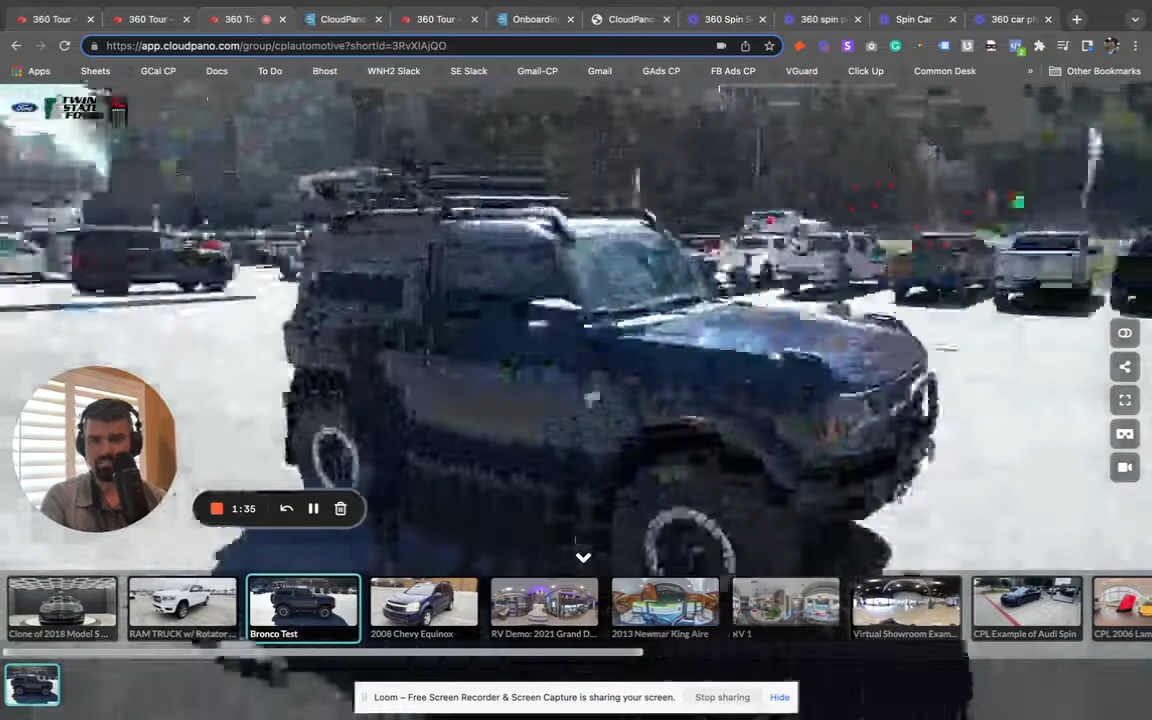 360 Tour -
360 Tour -
360 To
CloudPano
360 Tour -
Onboarding
CloudPano
360 Spin S
360 spin p
Spin Car
360 car ph
https://app.cloudpano.com/group/cplautomotive?shortId=3RvXIAjQO
Apps
Sheets
GCal CP
Docs
To Do
Bhost
WNH2 Slack
SE Slack
Gmail-CP
Gmail
GAds CP
FB Ads CP
VGuard
Click Up
Common Desk
»
Other Bookmarks
Ford
TWIN
STATE
1:35
Clone of 2018 Model S ...
RAM TRUCK w/ Rotator ...
Bronco Test
2008 Chevy Equinox
RV Demo: 2021 Grand D...
2013 Newmar King Aire
RV 1
Virtual Showroom Exam...
CPL Example of Audi Spin
CPL 2006 Lam
Loom – Free Screen Recorder & Screen Capture is sharing your screen.
Stop sharing
Hide